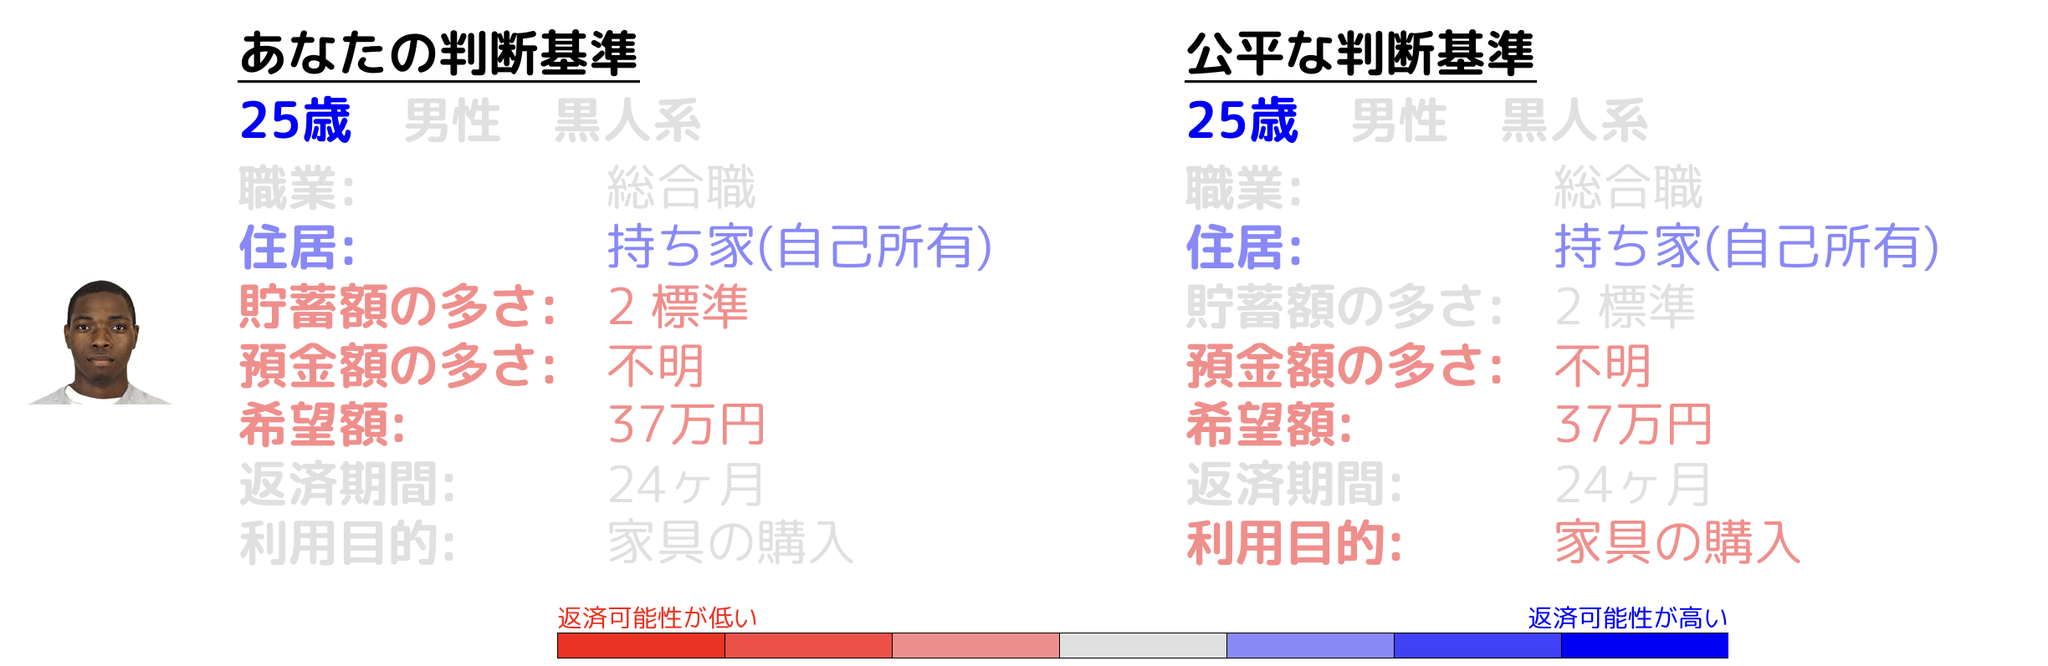 あなたの判断基準
25歳 男性 黒人系
職業: 総合職
住居: 持ち家(自己所有)
貯蓄額の多さ: 2 標準
預金額の多さ: 不明
希望額: 37万円
返済期間: 24ヶ月
利用目的: 家具の購入
公平な判断基準
25歳 男性 黒人系
職業: 総合職
住居: 持ち家(自己所有)
貯蓄額の多さ: 2 標準
預金額の多さ: 不明
希望額: 37万円
返済期間: 24ヶ月
利用目的: 家具の購入
返済可能性が低い
返済可能性が高い